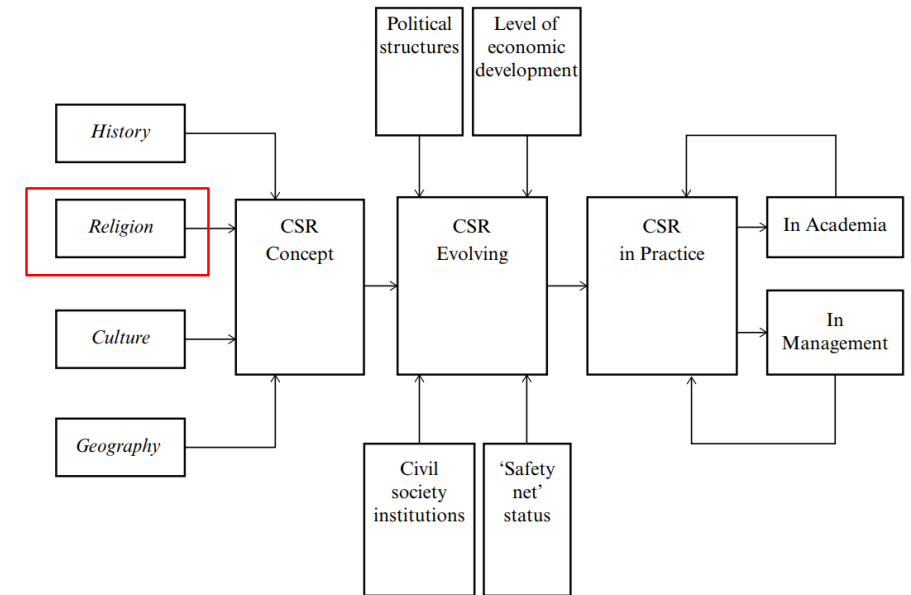 Political
structures
Level of
economic
development
History
Religion
Culture
Geography
CSR
Concept
CSR
Evolving
CSR
in Practice
In Academia
In
Management
Civil
society
institutions
‘Safety
net’
status